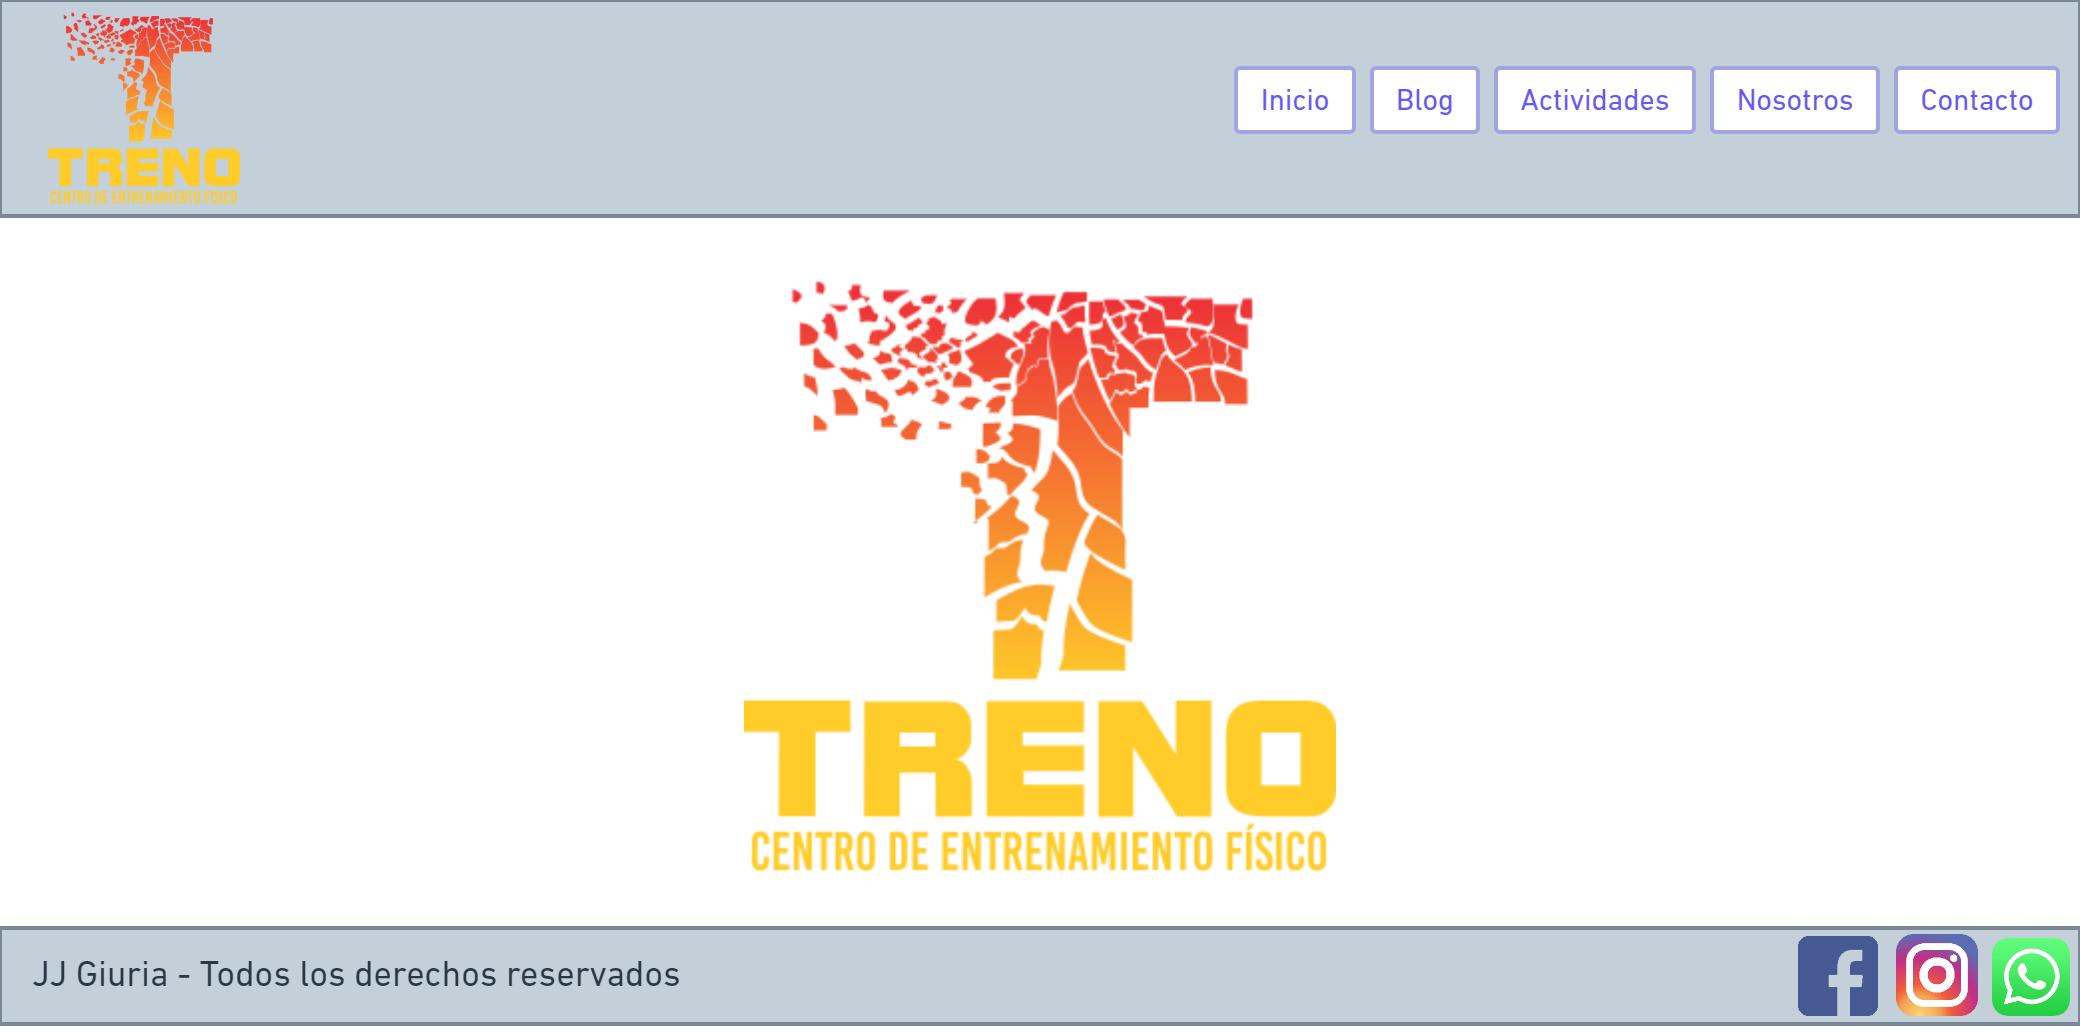 TRENO
CENTRO DE ENTRENAMIENTO FÍSICO
Inicio
Blog
Actividades
Nosotros
Contacto
TRENO
CENTRO DE ENTRENAMIENTO FÍSICO
JJ Giuria - Todos los derechos reservados